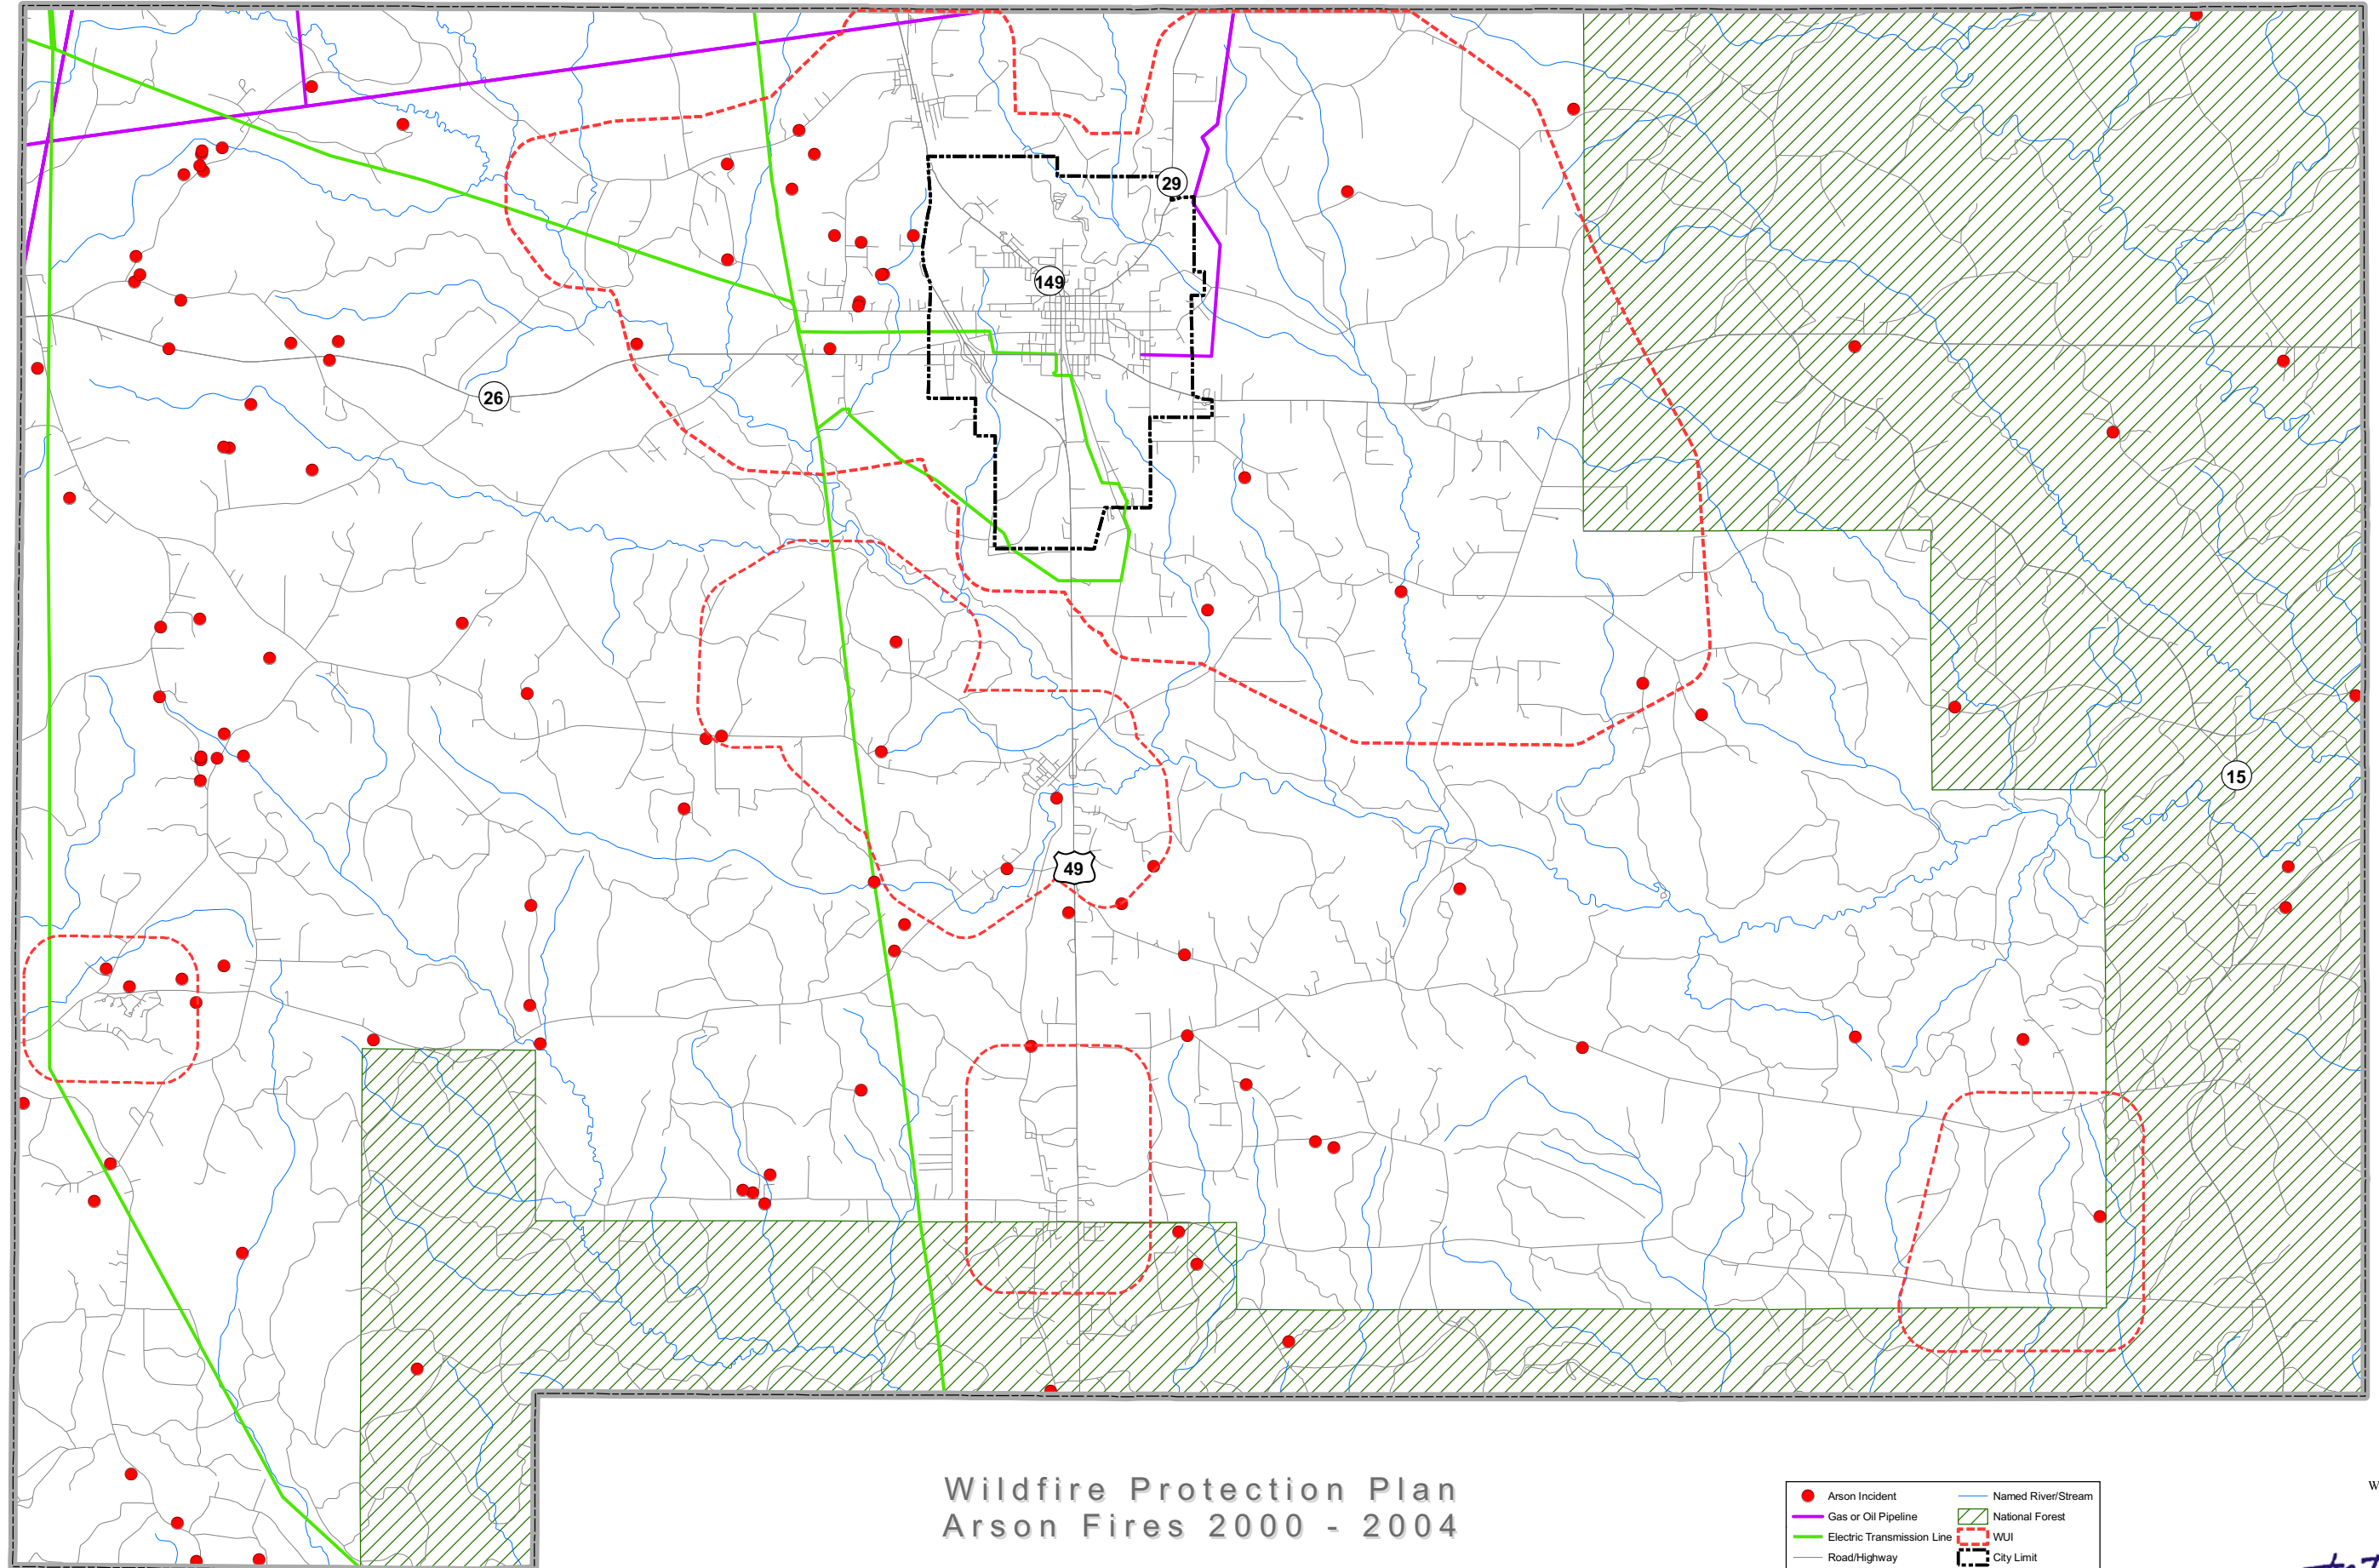 29
149
26
15
49
Wildfire Protection Plan
Arson Fires 2000 - 2004
Arson Incident
Named River/Stream
Gas or Oil Pipeline
National Forest
Electric Transmission Line
WUI
Road/Highway
City Limit